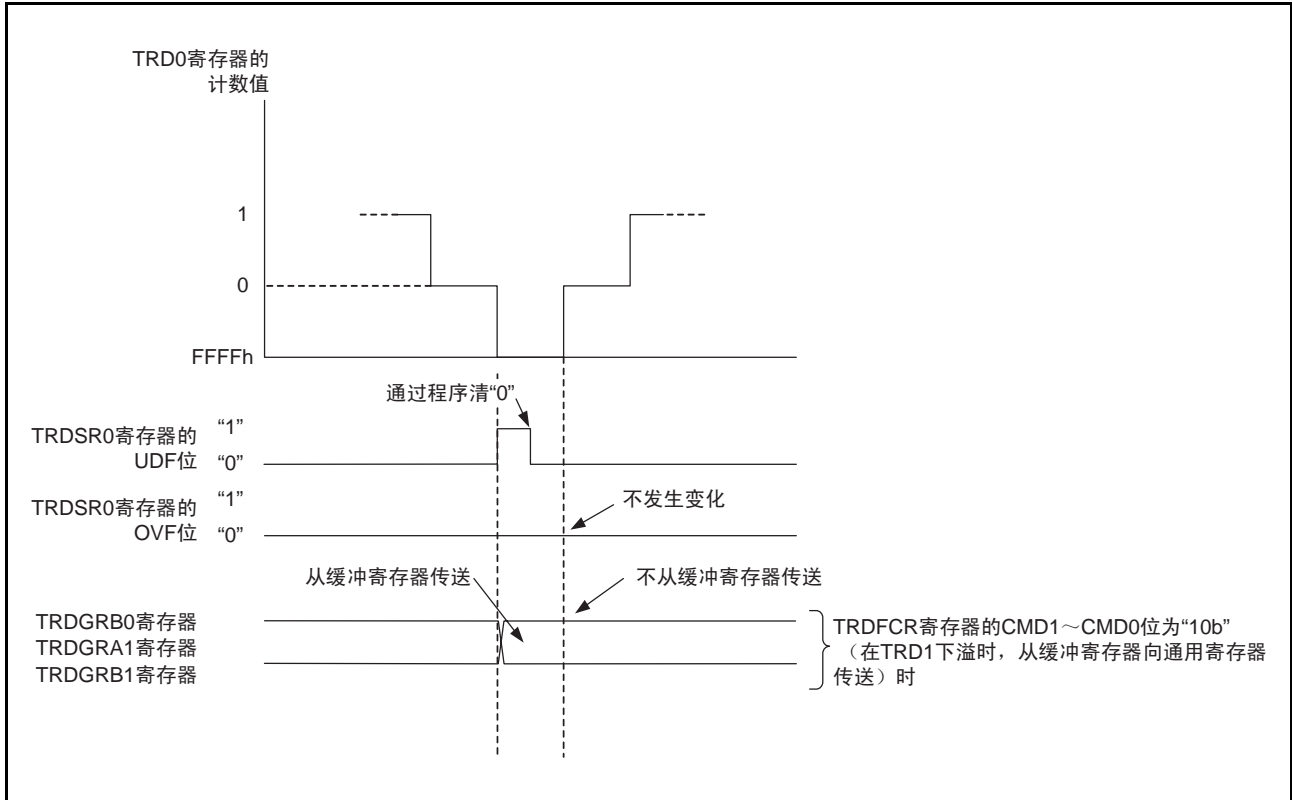 TRD0寄存器的
计数值
1
0
FFFFh
通过程序清“0”
TRDSR0寄存器的 “1”
UDF位 “0”
TRDSR0寄存器的 “1”
OVF位 “0”
不发生变化
从缓冲寄存器传送
不从缓冲寄存器传送
TRDGRB0寄存器
TRDGRA1寄存器
TRDGRB1寄存器
TRDFCR寄存器的CMD1～CMD0位为“10b”
（在TRD1下溢时，从缓冲寄存器向通用寄存器
传送）时